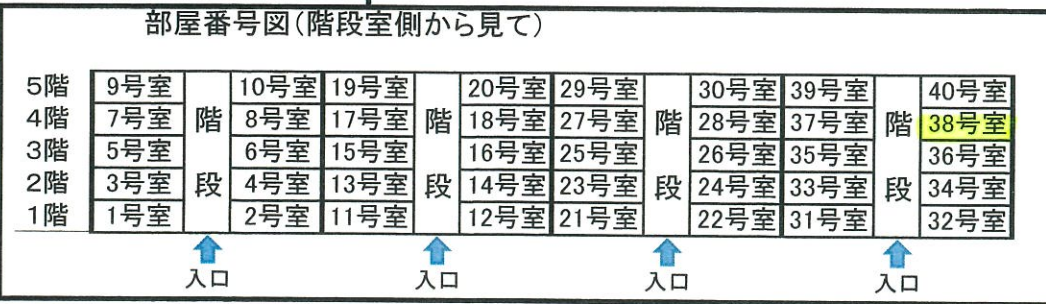 部屋番号図(階段室側から見て)
5階 9号室 10号室 19号室 20号室 29号室 30号室 39号室 40号室
4階 7号室 階 8号室 17号室 階 18号室 27号室 階 28号室 37号室 階 38号室
3階 5号室 6号室 15号室 16号室 25号室 26号室 35号室 36号室
2階 3号室 段 4号室 13号室 段 14号室 23号室 段 24号室 33号室 段 34号室
1階 1号室 2号室 11号室 12号室 21号室 22号室 31号室 32号室
入口 入口 入口 入口